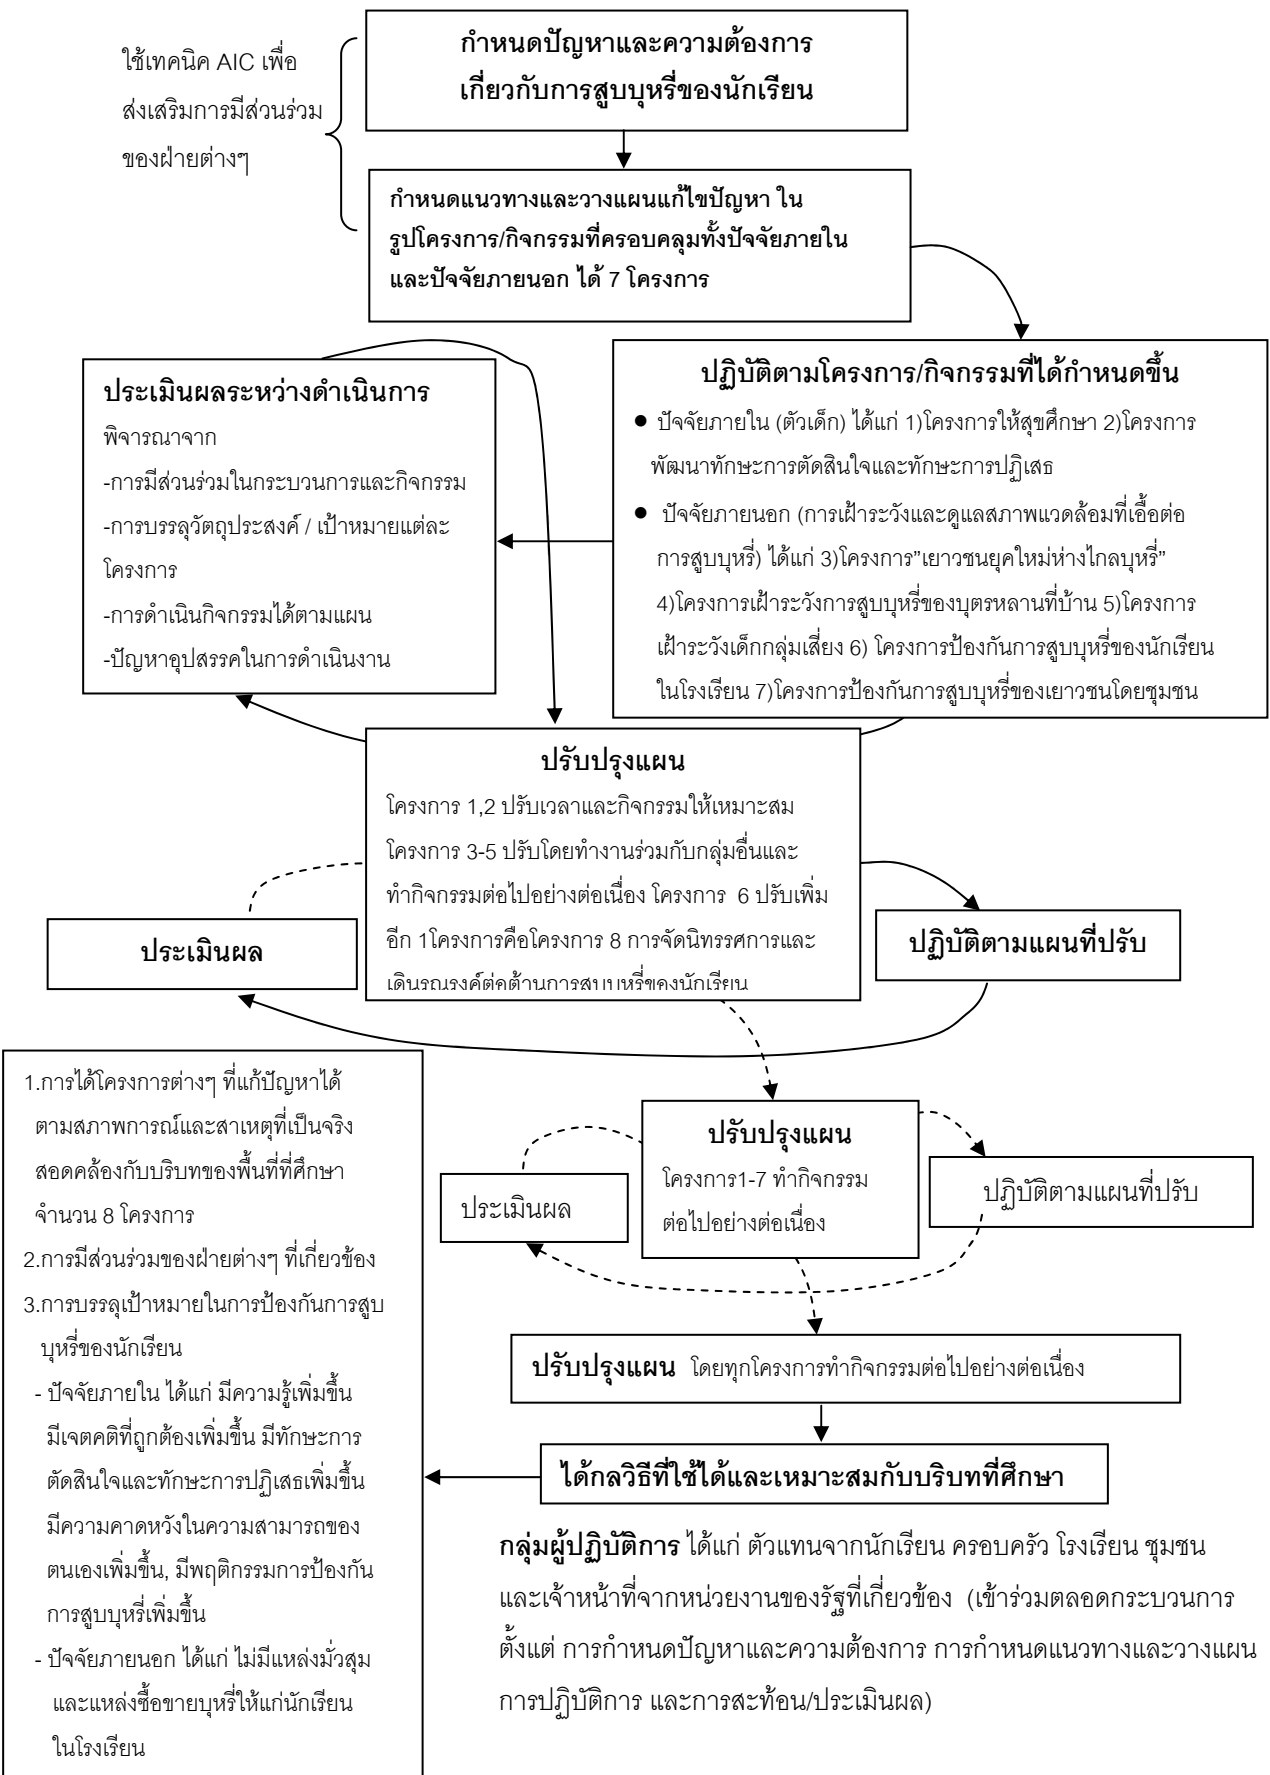 ใช้เทคนิค AIC เพื่อ
ส่งเสริมการมีส่วนร่วม
ของฝ่ายต่างๆ
กำหนดปัญหาและความต้องการ
เกี่ยวกับการสูบบุหรี่ของนักเรียน
กำหนดแนวทางและวางแผนแก้ไขปัญหา ใน
รูปโครงการ/กิจกรรมที่ครอบคลุมทั้งปัจจัยภายใน
และปัจจัยภายนอก ได้ 7 โครงการ
ประเมินผลระหว่างดำเนินการ
พิจารณาจาก
-การมีส่วนร่วมในกระบวนการและกิจกรรม
-การบรรลุวัตถุประสงค์ / เป้าหมายแต่ละ
โครงการ
-การดำเนินกิจกรรมได้ตามแผน
-ปัญหาอุปสรรคในการดำเนินงาน
ปฏิบัติตามโครงการ/กิจกรรมที่ได้กำหนดขึ้น
● ปัจจัยภายใน (ตัวเด็ก) ได้แก่ 1)โครงการให้สุขศึกษา 2)โครงการ
พัฒนาทักษะการตัดสินใจและทักษะการปฏิเสธ
● ปัจจัยภายนอก (การเฝ้าระวังและดูแลสภาพแวดล้อมที่เอื้อต่อ
การสูบบุหรี่) ได้แก่ 3)โครงการ”เยาวชนยุคใหม่ห่างไกลบุหรี่”
4)โครงการเฝ้าระวังการสูบบุหรี่ของบุตรหลานที่บ้าน 5)โครงการ
เฝ้าระวังเด็กกลุ่มเสี่ยง 6) โครงการป้องกันการสูบบุหรี่ของนักเรียน
ในโรงเรียน 7)โครงการป้องกันการสูบบุหรี่ของเยาวชนโดยชุมชน
ปรับปรุงแผน
โครงการ 1,2 ปรับเวลาและกิจกรรมให้เหมาะสม
โครงการ 3-5 ปรับโดยทำงานร่วมกับกลุ่มอื่นและ
ทำกิจกรรมต่อไปอย่างต่อเนื่อง โครงการ 6 ปรับเพิ่ม
อีก 1โครงการคือโครงการ 8 การจัดนิทรรศการและ
เดินรณรงค์ต่อต้านการสูบบุหรี่ของนักเรียน
ประเมินผล
ปฏิบัติตามแผนที่ปรับ
ปรับปรุงแผน
โครงการ1-7 ทำกิจกรรม
ต่อไปอย่างต่อเนื่อง
ประเมินผล
ปฏิบัติตามแผนที่ปรับ
ปรับปรุงแผน โดยทุกโครงการทำกิจกรรมต่อไปอย่างต่อเนื่อง
ได้กลวิธีที่ใช้ได้และเหมาะสมกับบริบทที่ศึกษา
1.การได้โครงการต่างๆ ที่แก้ปัญหาได้
ตามสภาพการณ์และสาเหตุที่เป็นจริง
สอดคล้องกับบริบทของพื้นที่ที่ศึกษา
จำนวน 8 โครงการ
2.การมีส่วนร่วมของฝ่ายต่างๆ ที่เกี่ยวข้อง
3.การบรรลุเป้าหมายในการป้องกันการสูบ
บุหรี่ของนักเรียน
- ปัจจัยภายใน ได้แก่ มีความรู้เพิ่มขึ้น
มีเจตคติที่ถูกต้องเพิ่มขึ้น มีทักษะการ
ตัดสินใจและทักษะการปฏิเสธเพิ่มขึ้น
มีความคาดหวังในความสามารถของ
ตนเองเพิ่มขึ้น, มีพฤติกรรมการป้องกัน
การสูบบุหรี่เพิ่มขึ้น
- ปัจจัยภายนอก ได้แก่ ไม่มีแหล่งมั่วสุม
และแหล่งซื้อขายบุหรี่ให้แก่นักเรียน
ในโรงเรียน
กลุ่มผู้ปฏิบัติการ ได้แก่ ตัวแทนจากนักเรียน ครอบครัว โรงเรียน ชุมชน
และเจ้าหน้าที่จากหน่วยงานของรัฐที่เกี่ยวข้อง (เข้าร่วมตลอดกระบวนการ
ตั้งแต่ การกำหนดปัญหาและความต้องการ การกำหนดแนวทางและวางแผน
การปฏิบัติการ และการสะท้อน/ประเมินผล)